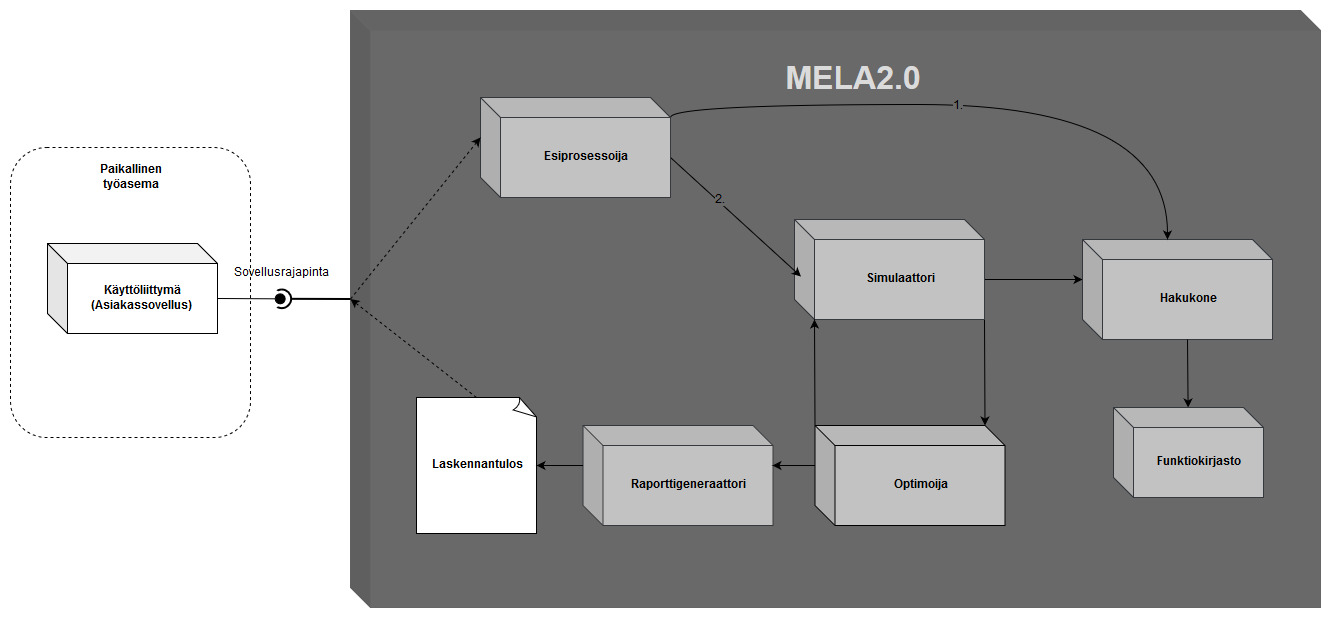 MELA2.0
1.
Esiprosessoija
Paikallinen
työasema
2.
Sovellusrajapinta
Simulaattori
Käyttöliittymä
(Asiakassovellus)
Hakukone
Laskennantulos
Raporttigeneraattori
Optimoija
Funktiokirjasto